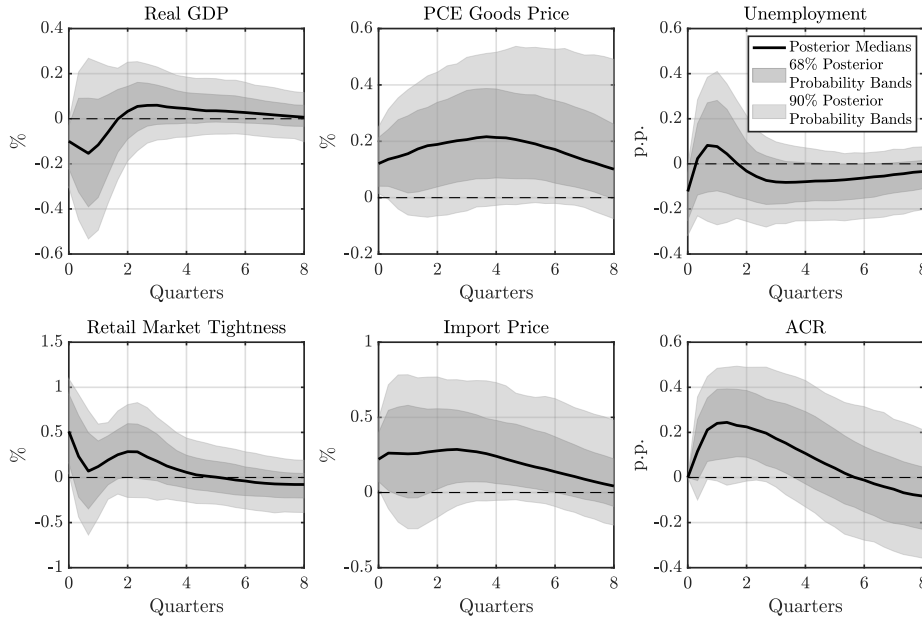 Real GDP
0.4
0.2
0
-0.2
-0.4
-0.6
%
0 2 4 6 8
Quarters
PCE Goods Price
0.6
0.4
0.2
0
-0.2
%
0 2 4 6 8
Quarters
Unemployment
0.6
0.4
0.2
0
-0.2
-0.4
p.p.
Posterior Medians
68% Posterior
Probability Bands
90% Posterior
Probability Bands
0 2 4 6 8
Quarters
Retail Market Tightness
1.5
1
0.5
0
-0.5
-1
%
0 2 4 6 8
Quarters
Import Price
1
0.5
0
-0.5
%
0 2 4 6 8
Quarters
ACR
0.6
0.4
0.2
0
-0.2
-0.4
p.p.
0 2 4 6 8
Quarters